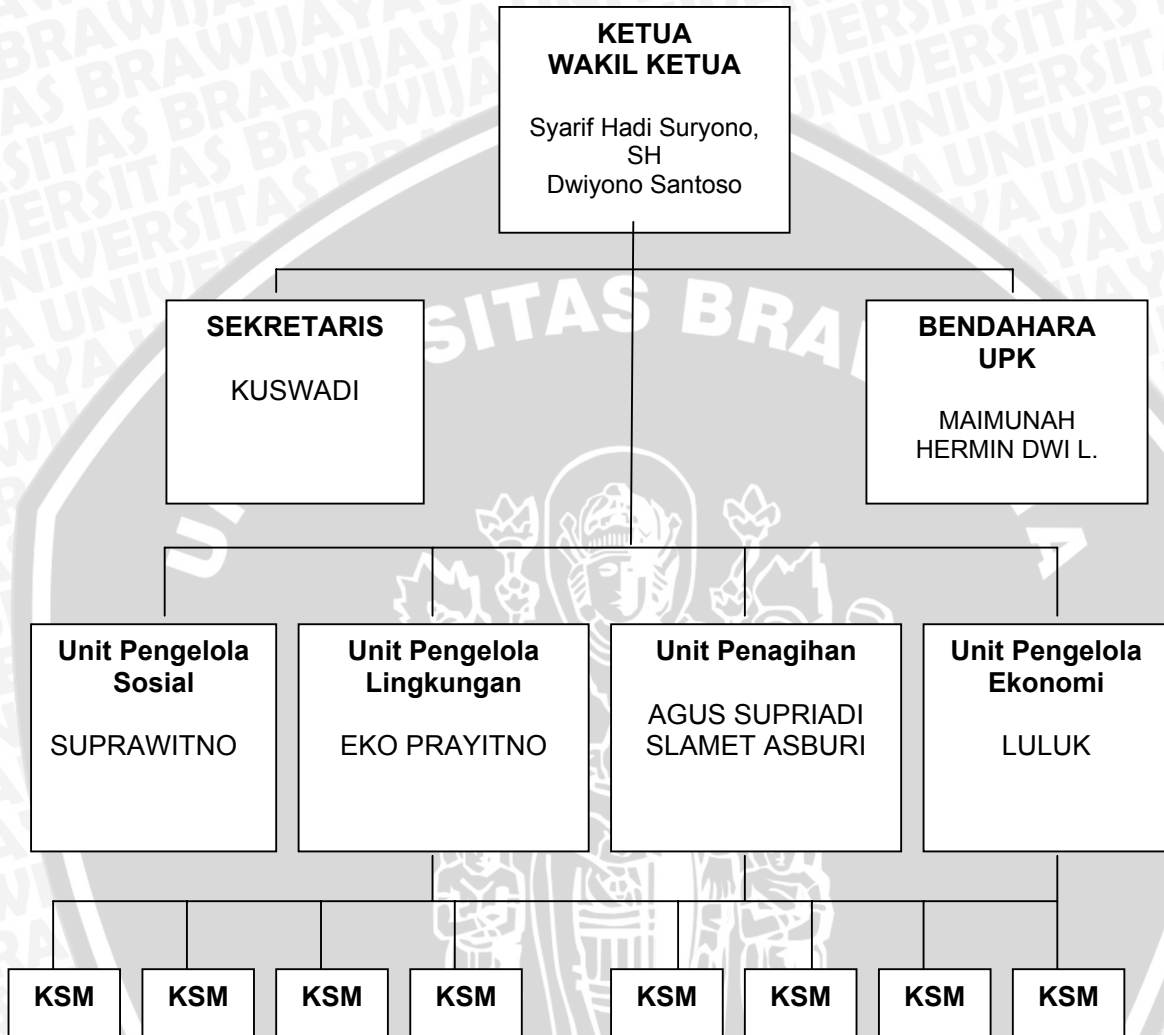 KETUA
WAKIL KETUA
Syarif Hadi Suryono,
SH
Dwiyono Santoso
SEKRETARIS
KUSWADI
BENDAHARA
UPK
MAIMUNAH
HERMIN DWI L.
Unit Pengelola
Sosial
SUPRAWITNO
Unit Pengelola
Lingkungan
EKO PRAYITNO
Unit Penagihan
AGUS SUPRIADI
SLAMET ASBURI
Unit Pengelola
Ekonomi
LULUK
KSM
KSM
KSM
KSM
KSM
KSM
KSM
KSM